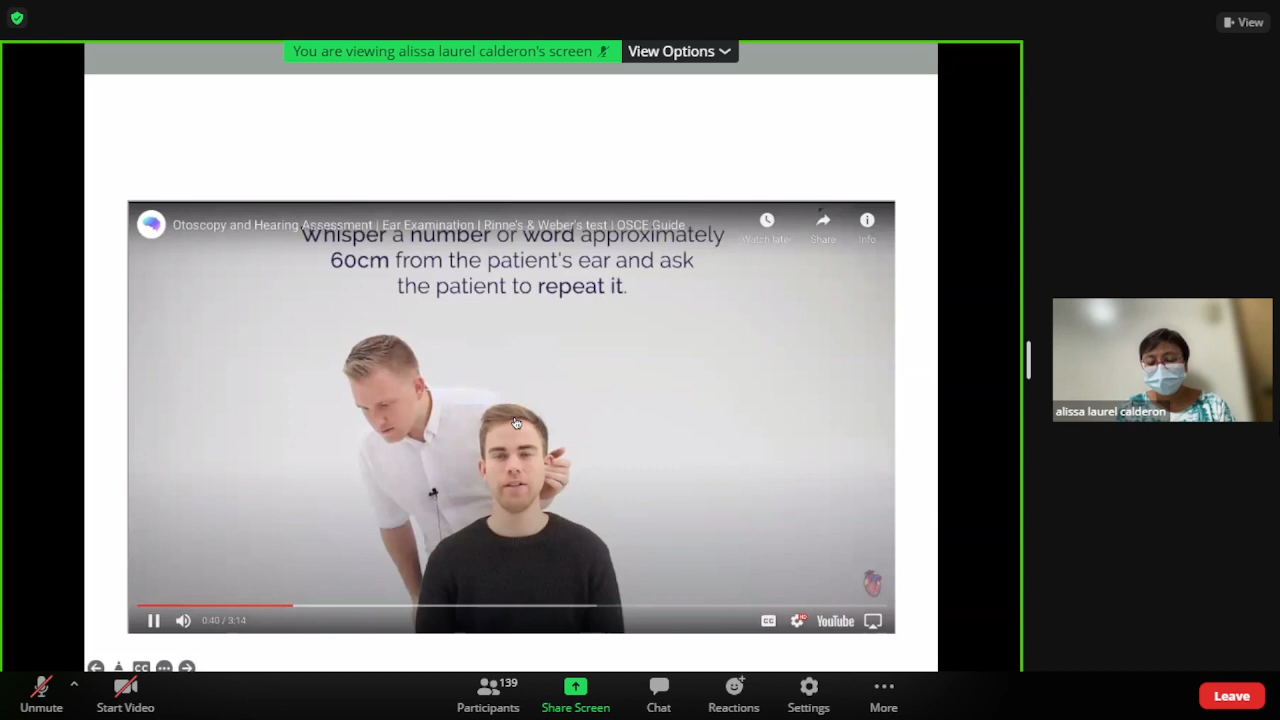 View
You are viewing alissa laurel calderon's screen
View Options
Otoscopy and Hearing Assessment | Ear Examination | Rinne's & Weber's test | OSCE Guide
Watch later
Share
Info
Whisper a number or word approximately
60cm from the patient's ear and ask
the patient to repeat it.
alissa laurel calderon
0:40 / 3:14
CC
HD
YouTube
CC
Unmute
Start Video
139
Participants
Share Screen
Chat
Reactions
Settings
More
Leave